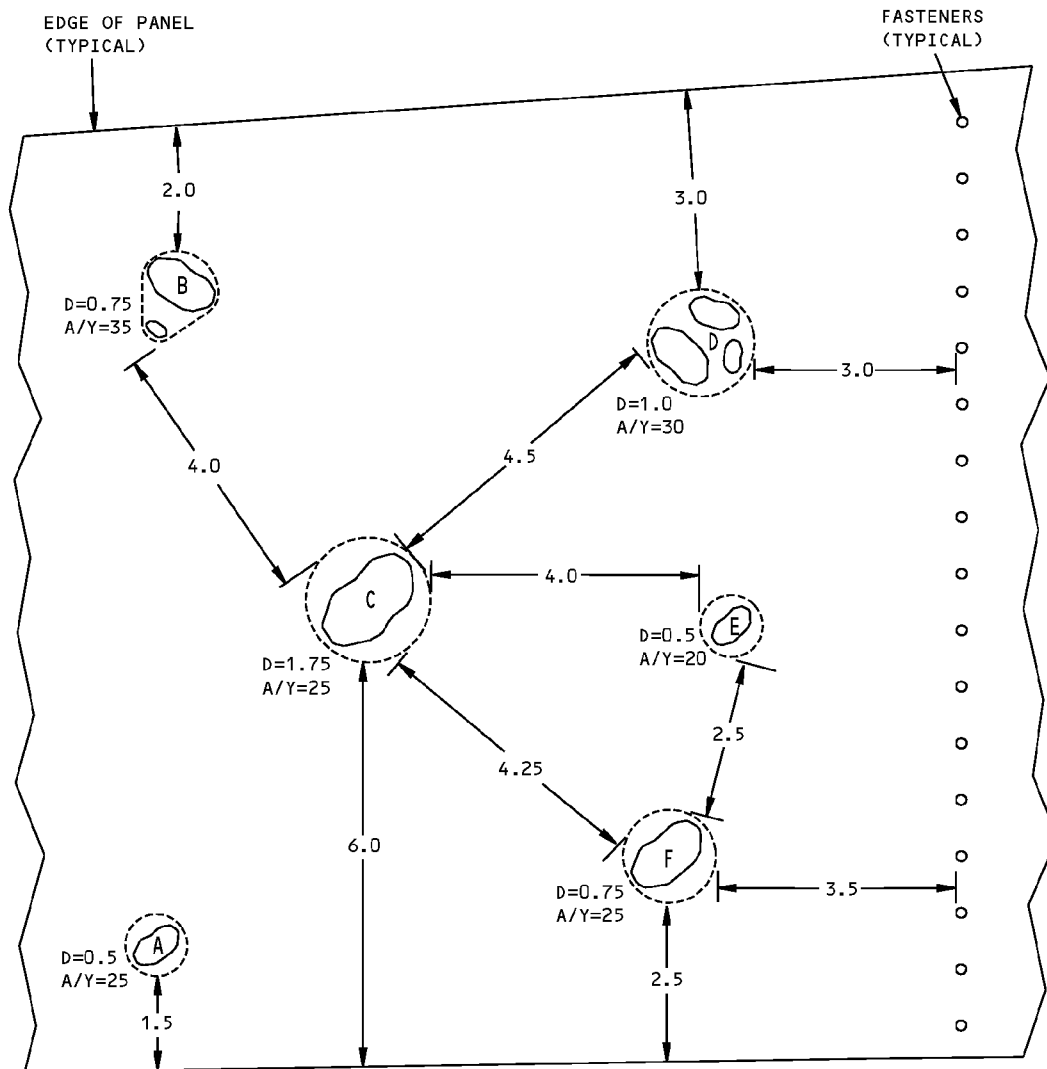 EDGE OF PANEL
(TYPICAL)
FASTENERS
(TYPICAL)
2.0
3.0
B
D=0.75
A/Y=35
D
3.0
D=1.0
A/Y=30
4.0
4.5
C
4.0
E
D=0.5
A/Y=20
D=1.75
A/Y=25
2.5
4.25
6.0
F
D=0.75
A/Y=25
3.5
A
D=0.5
A/Y=25
2.5
1.5